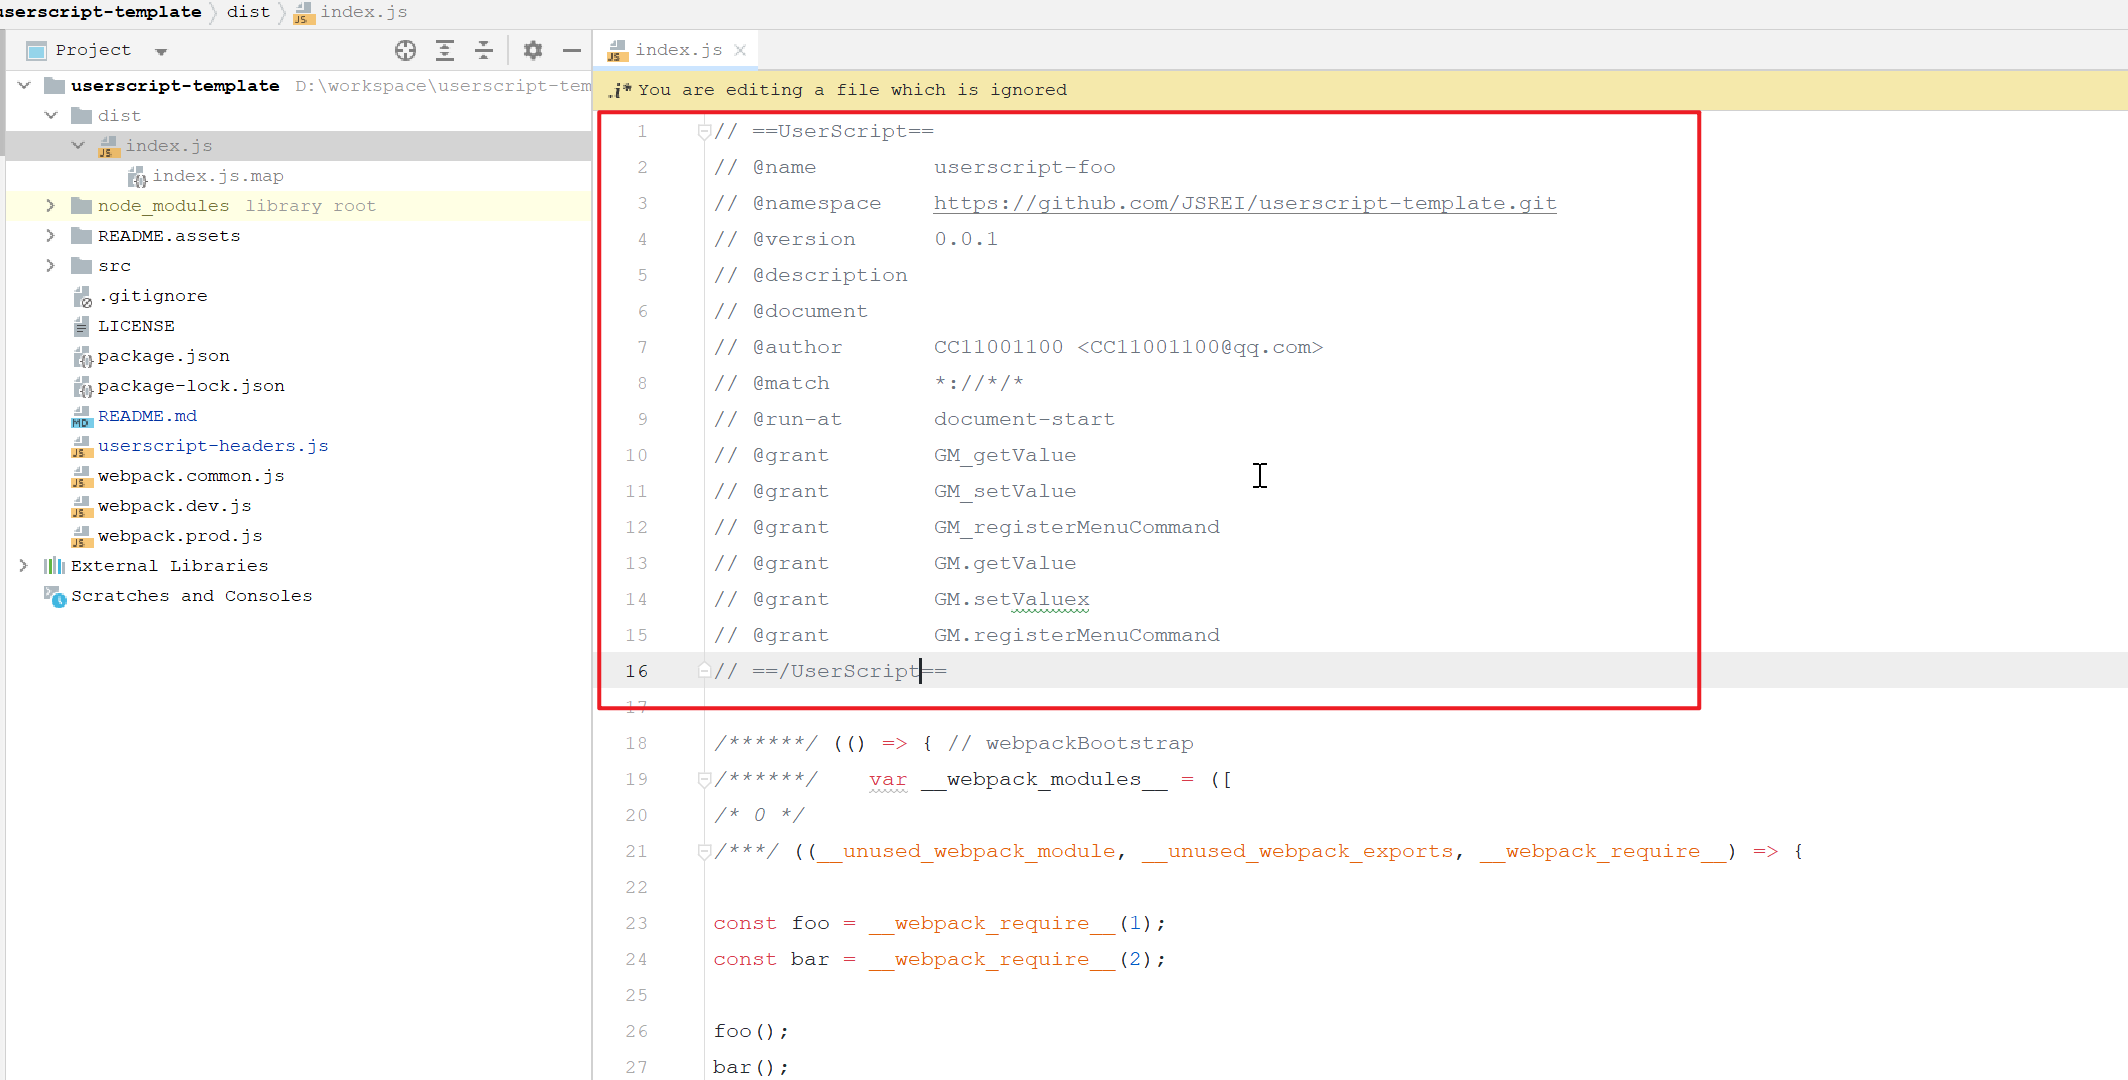 userscript-template > dist > index.js
Project
userscript-template D:\workspace\userscript-tem
dist
index.js
index.js.map
node_modules library root
README.assets
src
.gitignore
LICENSE
package.json
package-lock.json
README.md
userscript-headers.js
webpack.common.js
webpack.dev.js
webpack.prod.js
External Libraries
Scratches and Consoles
index.js
You are editing a file which is ignored
1 // ==UserScript==
2 // @name userscript-foo
3 // @namespace https://github.com/JSREI/userscript-template.git
4 // @version 0.0.1
5 // @description
6 // @document
7 // @author CC11001100 <CC11001100@qq.com>
8 // @match *://*/*
9 // @run-at document-start
10 // @grant GM_getValue
11 // @grant GM_setValue
12 // @grant GM_registerMenuCommand
13 // @grant GM.getValue
14 // @grant GM.setValuex
15 // @grant GM.registerMenuCommand
16 // ==/UserScript==
17
18 /******/ (() => { // webpackBootstrap
19 /******/ var __webpack_modules__ = ([
20 /* 0 */
21 /***/ ((__unused_webpack_module, __unused_webpack_exports, __webpack_require__) => {
22
23 const foo = __webpack_require__(1);
24 const bar = __webpack_require__(2);
25
26 foo();
27 bar();